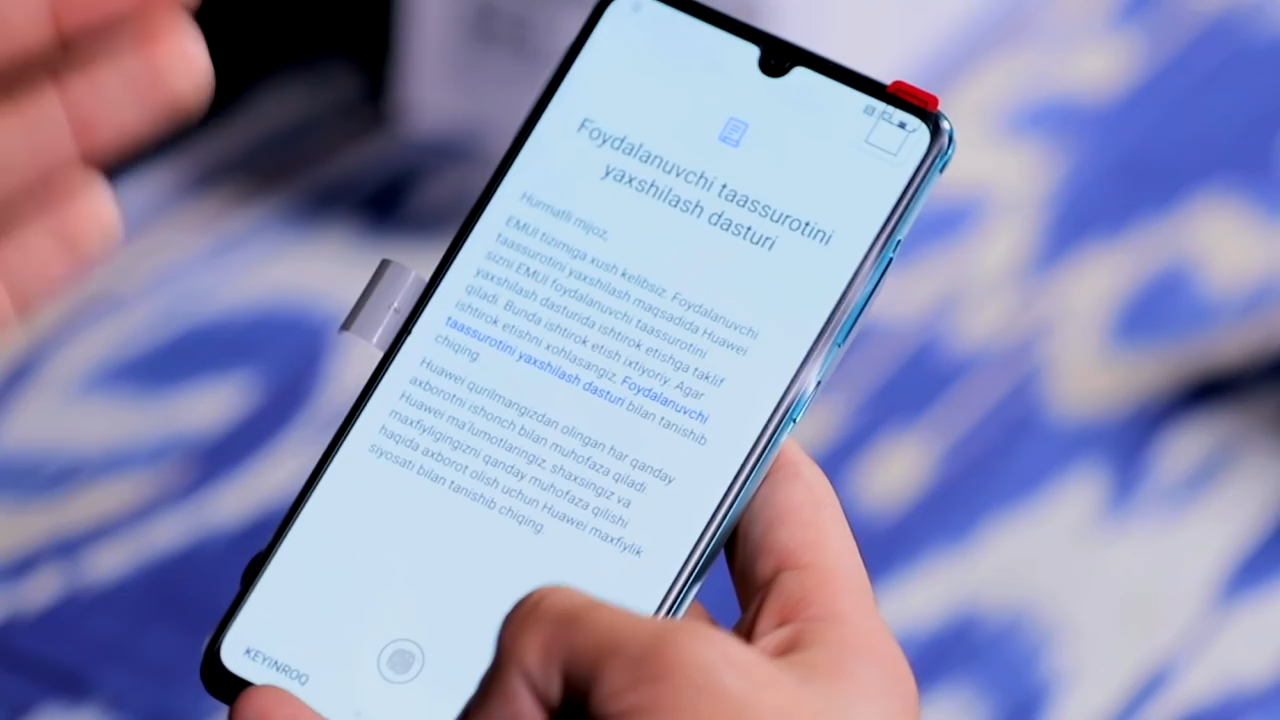 Foydalanuvchi taassurotini
yaxshilash dasturi
Hurmatli mijoz,
EMUI tizimiga xush kelibsiz. Foydalanuvchi
taassurotini yaxshilash maqsadida Huawei
sizni EMUI foydalanuvchi taassurotini
yaxshilash dasturida ishtirok etishga taklif
qiladi. Bunda ishtirok etish ixtiyoriy. Agar
ishtirok etishni xohlasangiz, Foydalanuvchi
taassurotini yaxshilash dasturi bilan tanishib
chiqing.
Huawei qurilmangizdan olingan har qanday
axborotni ishonch bilan muhofaza qiladi.
Huawei ma'lumotlaringiz, shaxsingiz va
maxfiyligingizni qanday muhofaza qilishi
haqida axborot olish uchun Huawei maxfiylik
siyosati bilan tanishib chiqing.
KEYINROQ